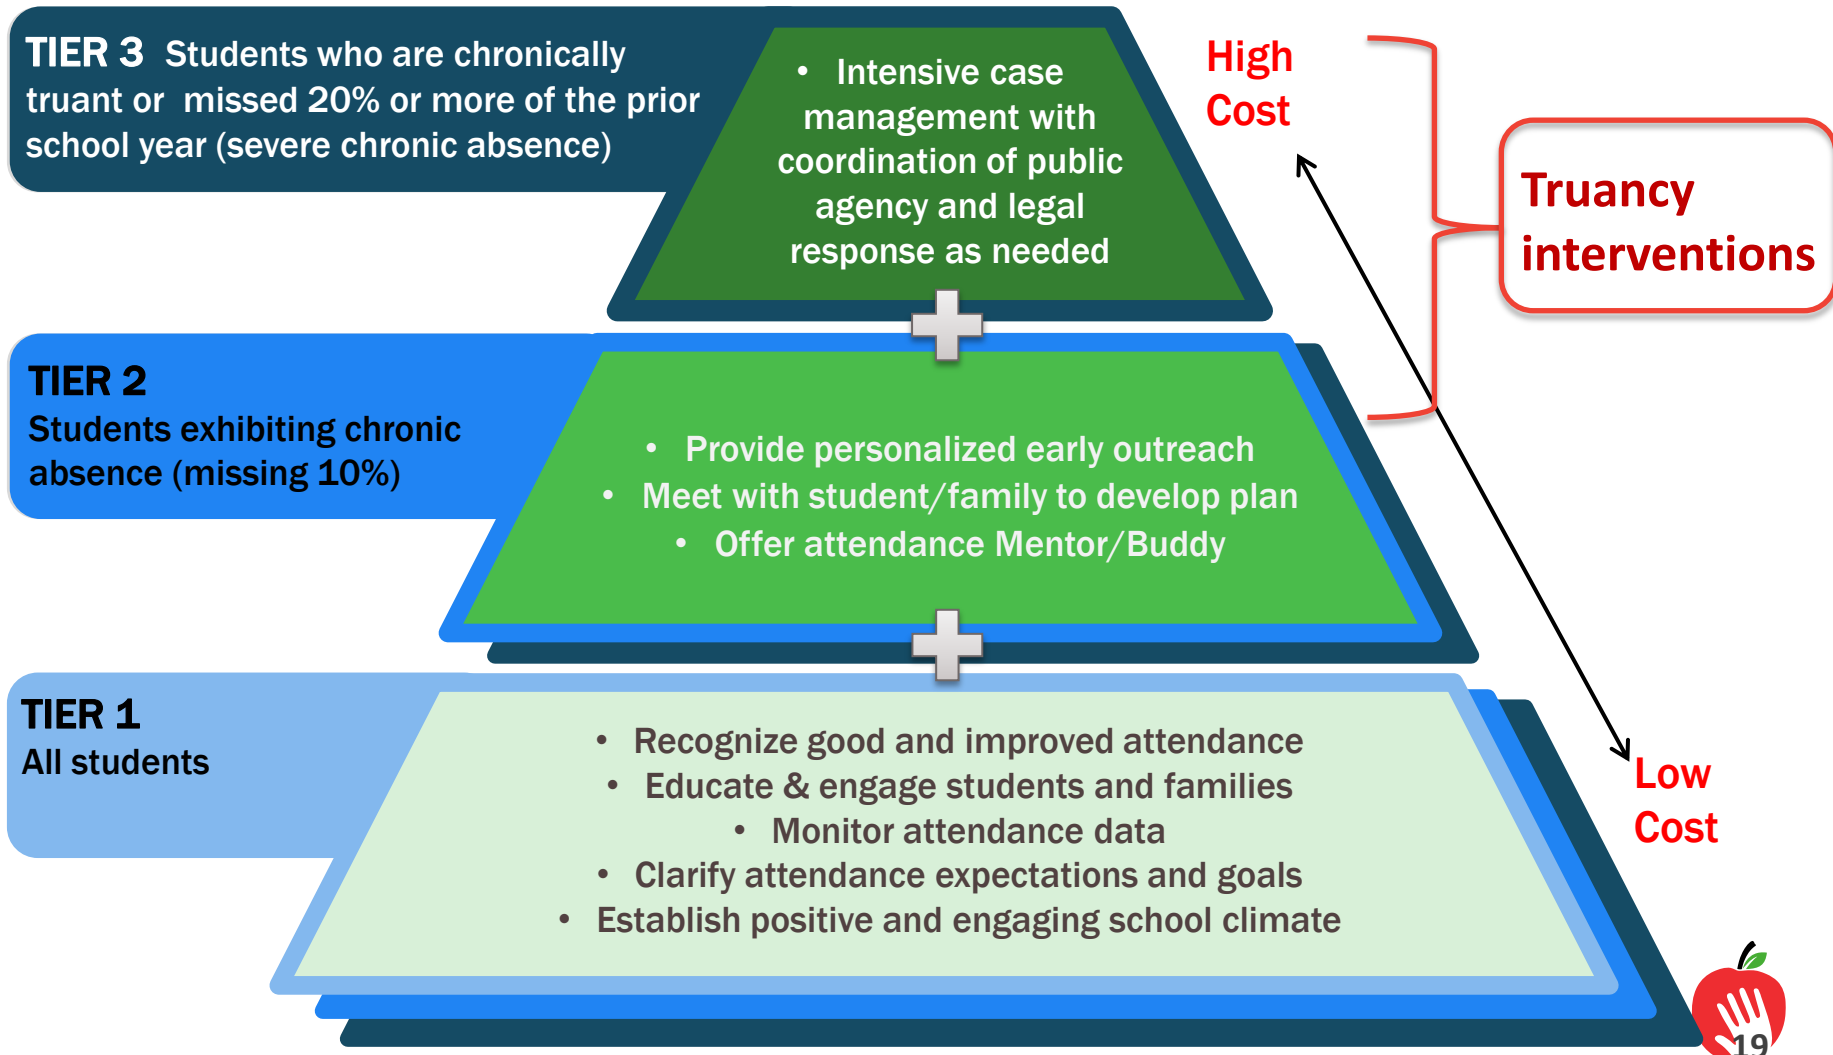 TIER 3 Students who are chronically
truant or missed 20% or more of the prior
school year (severe chronic absence)
• Intensive case
management with
coordination of public
agency and legal
response as needed
High
Cost
Truancy
interventions
TIER 2
Students exhibiting chronic
absence (missing 10%)
• Provide personalized early outreach
• Meet with student/family to develop plan
• Offer attendance Mentor/Buddy
TIER 1
All students
• Recognize good and improved attendance
• Educate & engage students and families
• Monitor attendance data
• Clarify attendance expectations and goals
• Establish positive and engaging school climate
Low
Cost
19